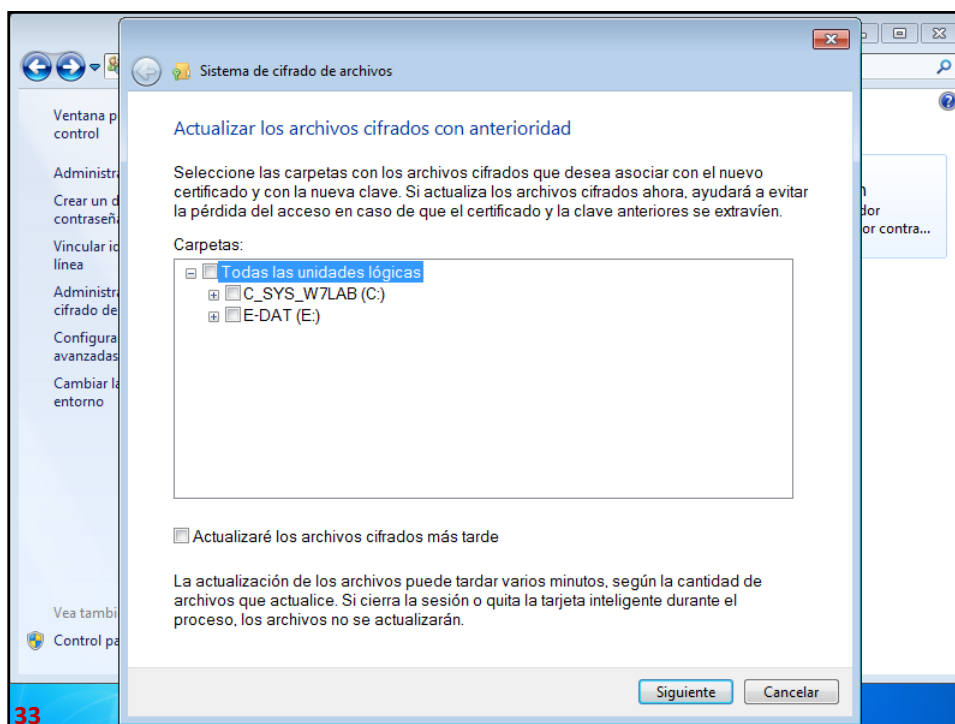 Sistema de cifrado de archivos
Ventana p
control
Administra
Crear un d
contraseña
Vincular id
línea
Administra
cifrado de
Configura
avanzadas
Cambiar la
entorno
Vea tambi
Control pa
Actualizar los archivos cifrados con anterioridad
Seleccione las carpetas con los archivos cifrados que desea asociar con el nuevo
certificado y con la nueva clave. Si actualiza los archivos cifrados ahora, ayudará a evitar
la pérdida del acceso en caso de que el certificado y la clave anteriores se extravíen.
Carpetas:
Todas las unidades lógicas
C_SYS_W7LAB (C:)
E-DAT (E:)
Actualizaré los archivos cifrados más tarde
La actualización de los archivos puede tardar varios minutos, según la cantidad de
archivos que actualice. Si cierra la sesión o quita la tarjeta inteligente durante el
proceso, los archivos no se actualizarán.
Siguiente
Cancelar
dor
or contra...
33